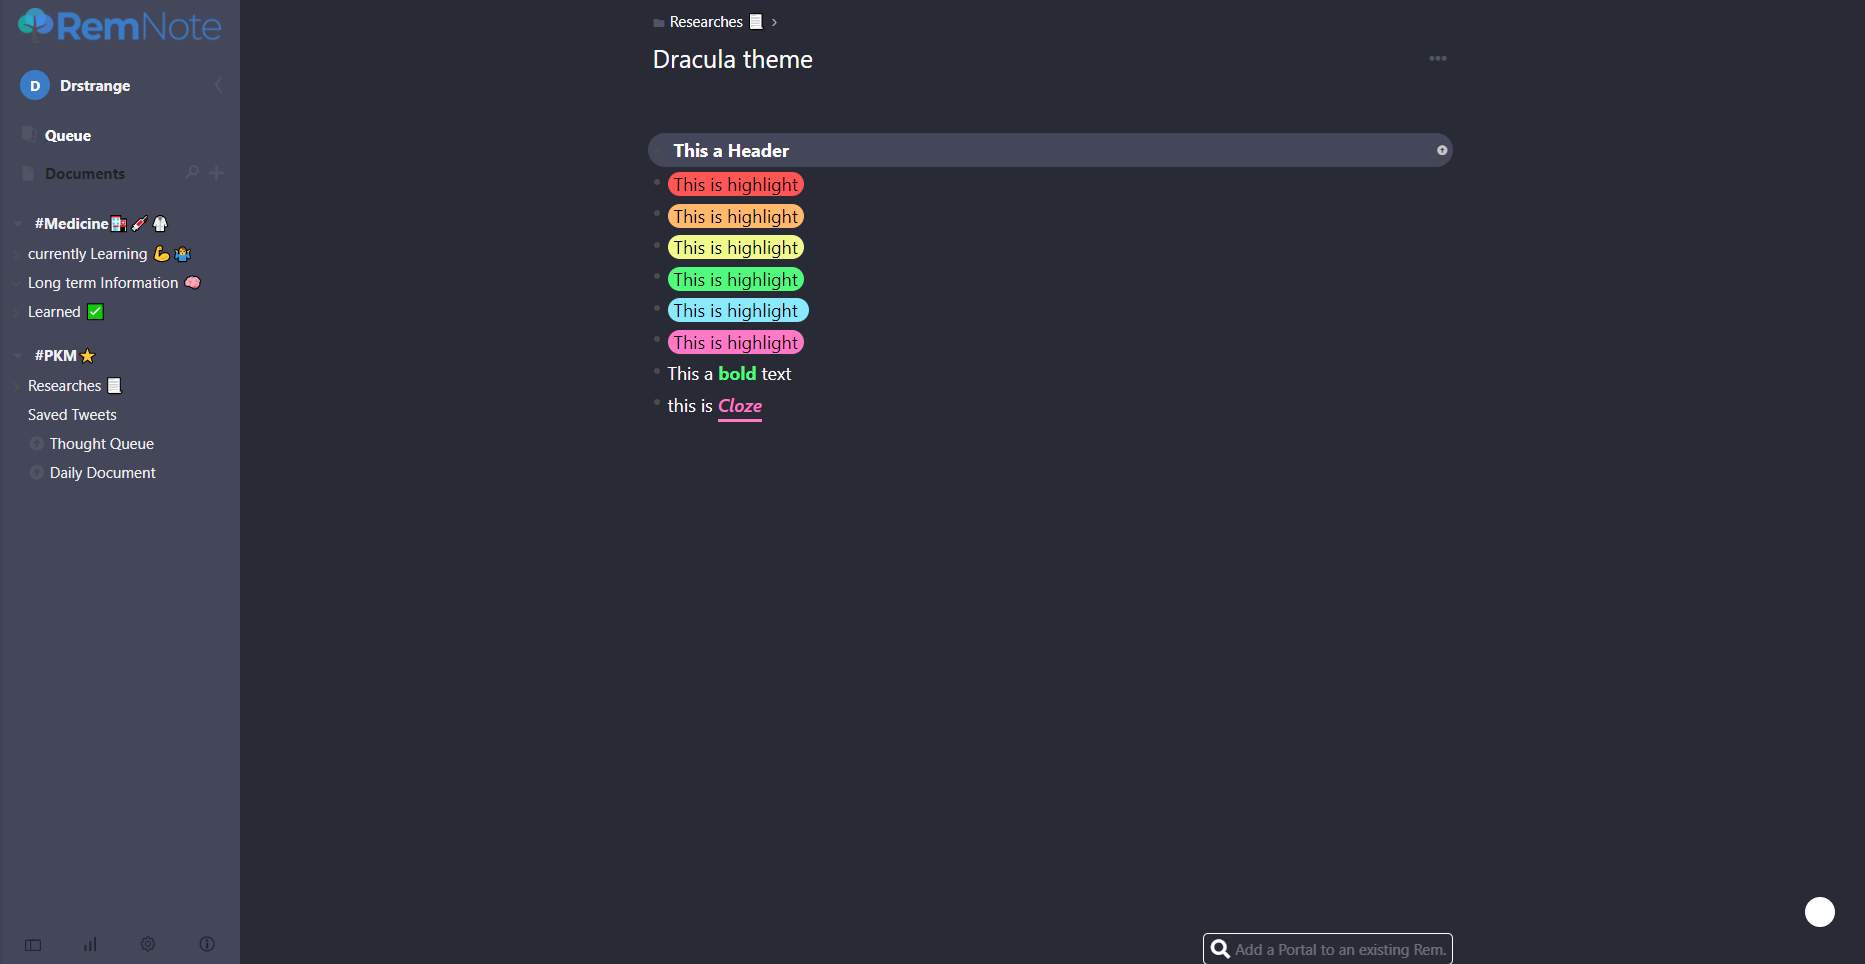 RemNote
D Drstrange
Queue
Documents
#Medicine🏥💉🥼
currently Learning 💪🤷
Long term Information 🧠
Learned ✅
#PKM⭐
Researches 📃
Saved Tweets
Thought Queue
Daily Document
Researches 📃 ›
Dracula theme
This a Header
This is highlight
This is highlight
This is highlight
This is highlight
This is highlight
This is highlight
This a bold text
this is Cloze
Add a Portal to an existing Rem.